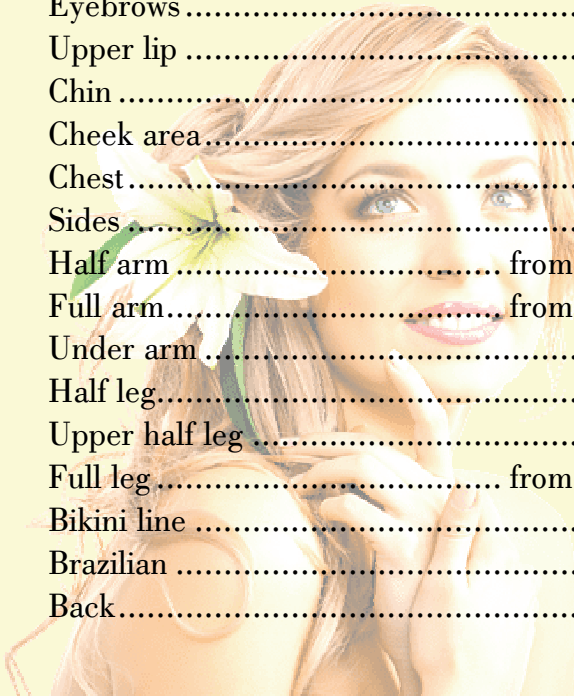 Eyebrows.............................................
Upper lip .............................................
Chin .....................................................
Cheek area...........................................
Chest....................................................
Sides ....................................................
Half arm ..................................... from
Full arm...................................... from
Under arm ...........................................
Half leg................................................
Upper half leg .....................................
Full leg ....................................... from
Bikini line ............................................
Brazilian ..............................................
Back.....................................................